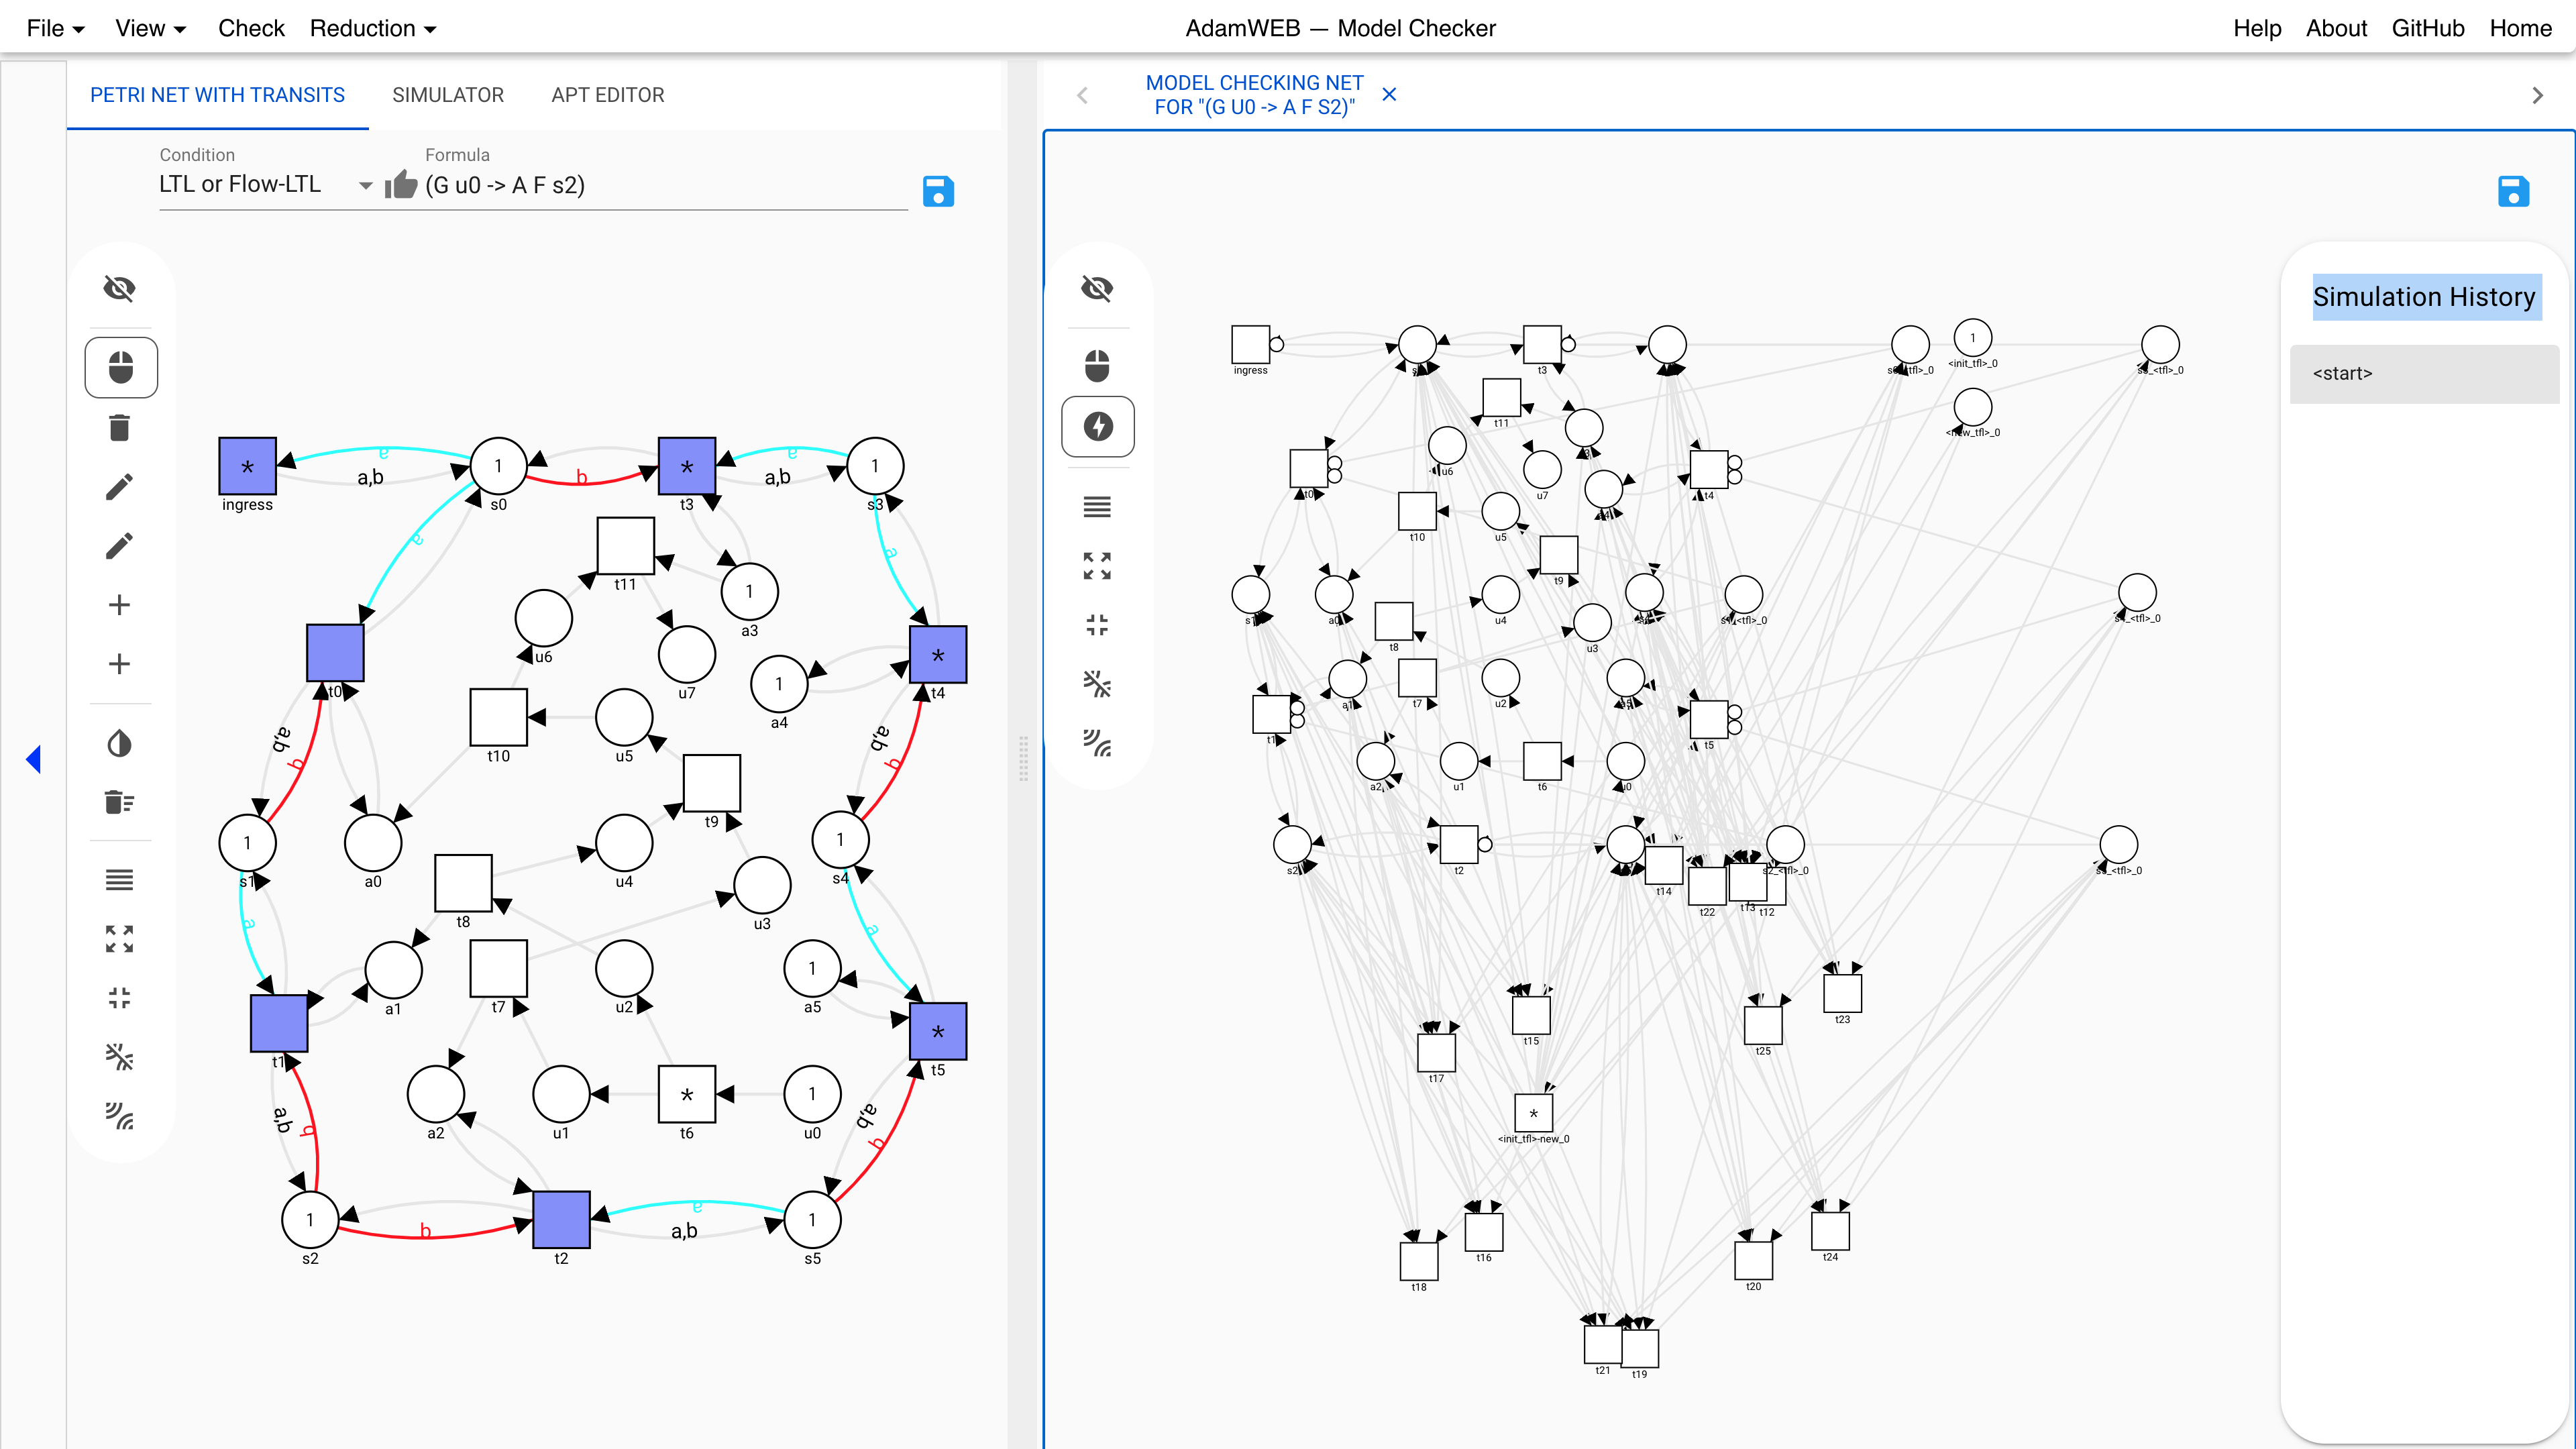 File View Check Reduction AdamWEB — Model Checker Help About GitHub Home
PETRI NET WITH TRANSITS SIMULATOR APT EDITOR
MODEL CHECKING NET
FOR "(G U0 -> A F S2)"
Condition Formula
LTL or Flow-LTL (G u0 -> A F s2)
a a
* 1 b * 1
a,b a,b
ingress s0 t3 s3
a a
t11 1
a3
u6
u7 1 *
t0 a4 t4
a,b b t10 u5 a,b b
t9
1 1
s1 a0 u4 s4
a t8 u3 a
1
a1 t7 u2 a5 *
t1 t5
a,b b * 1 a,b b
a2 u1 t6 u0
a
1 b 1
a,b
s2 t2 s5
1
ingress t3 <init_tfl>_0
t11 <new_tfl>_0
u6
u7 t4
t0
t10 u5
t9
u4
t8 u3
t7 u2
t1 t5
a2 u1 t6 u0
s2 t2 s2_<tfl>_0
t14
t22 t13 t12
t23
t15 t25
t17
*
<init_tfl>-new_0
t16 t24
t18 t20
t21 t19
Simulation History
<start>